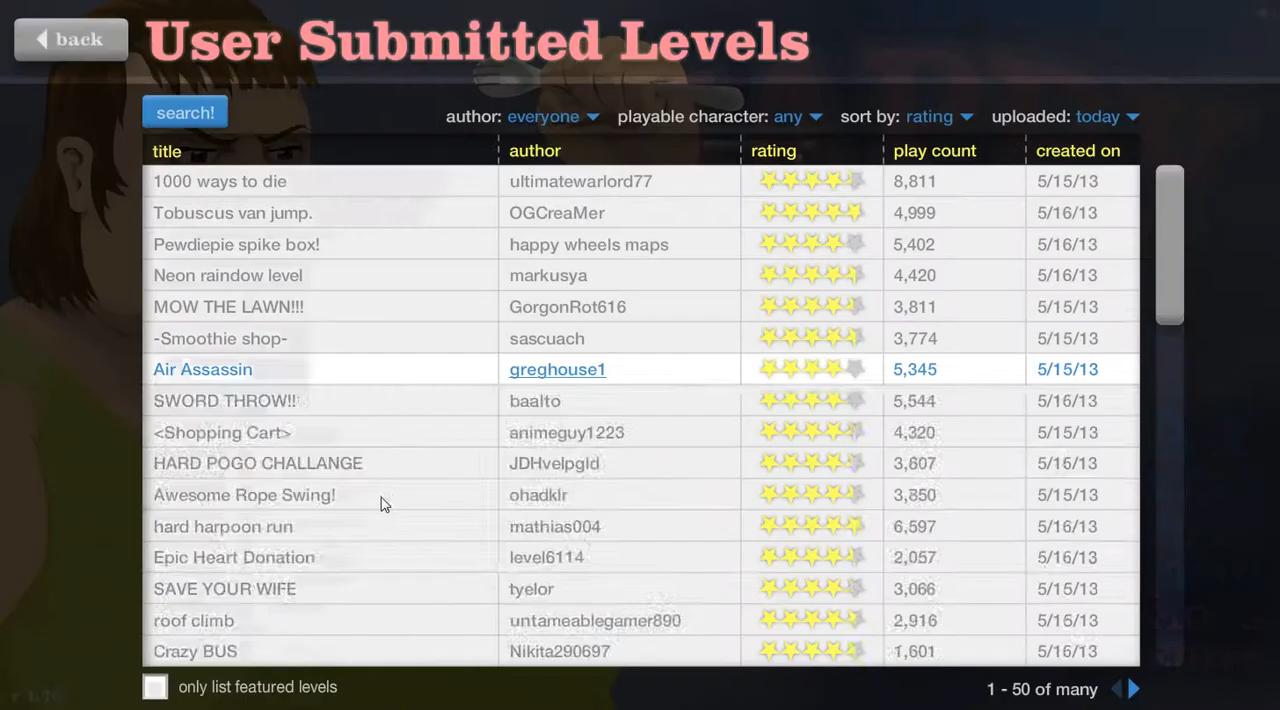 back
User Submitted Levels
search!
author: everyone playable character: any sort by: rating uploaded: today
title author rating play count created on
1000 ways to die ultimatewarlord77 8,811 5/15/13
Tobuscus van jump. OGCreaMer 4,999 5/16/13
Pewdiepie spike box! happy wheels maps 5,402 5/16/13
Neon raindow level markusya 4,420 5/16/13
MOW THE LAWN!!! GorgonRot616 3,811 5/15/13
-Smoothie shop- sascuach 3,774 5/15/13
Air Assassin greghouse1 5,345 5/15/13
SWORD THROW!! baalto 5,544 5/16/13
<Shopping Cart> animeguy1223 4,320 5/15/13
HARD POGO CHALLANGE JDHvelpgld 3,607 5/15/13
Awesome Rope Swing! ohadklr 3,350 5/15/13
hard harpoon run mathias004 6,597 5/16/13
Epic Heart Donation level6114 2,057 5/16/13
SAVE YOUR WIFE tyelor 3,066 5/15/13
roof climb untameablegamer890 2,916 5/15/13
Crazy BUS Nikita290697 1,601 5/16/13
only list featured levels 1 - 50 of many